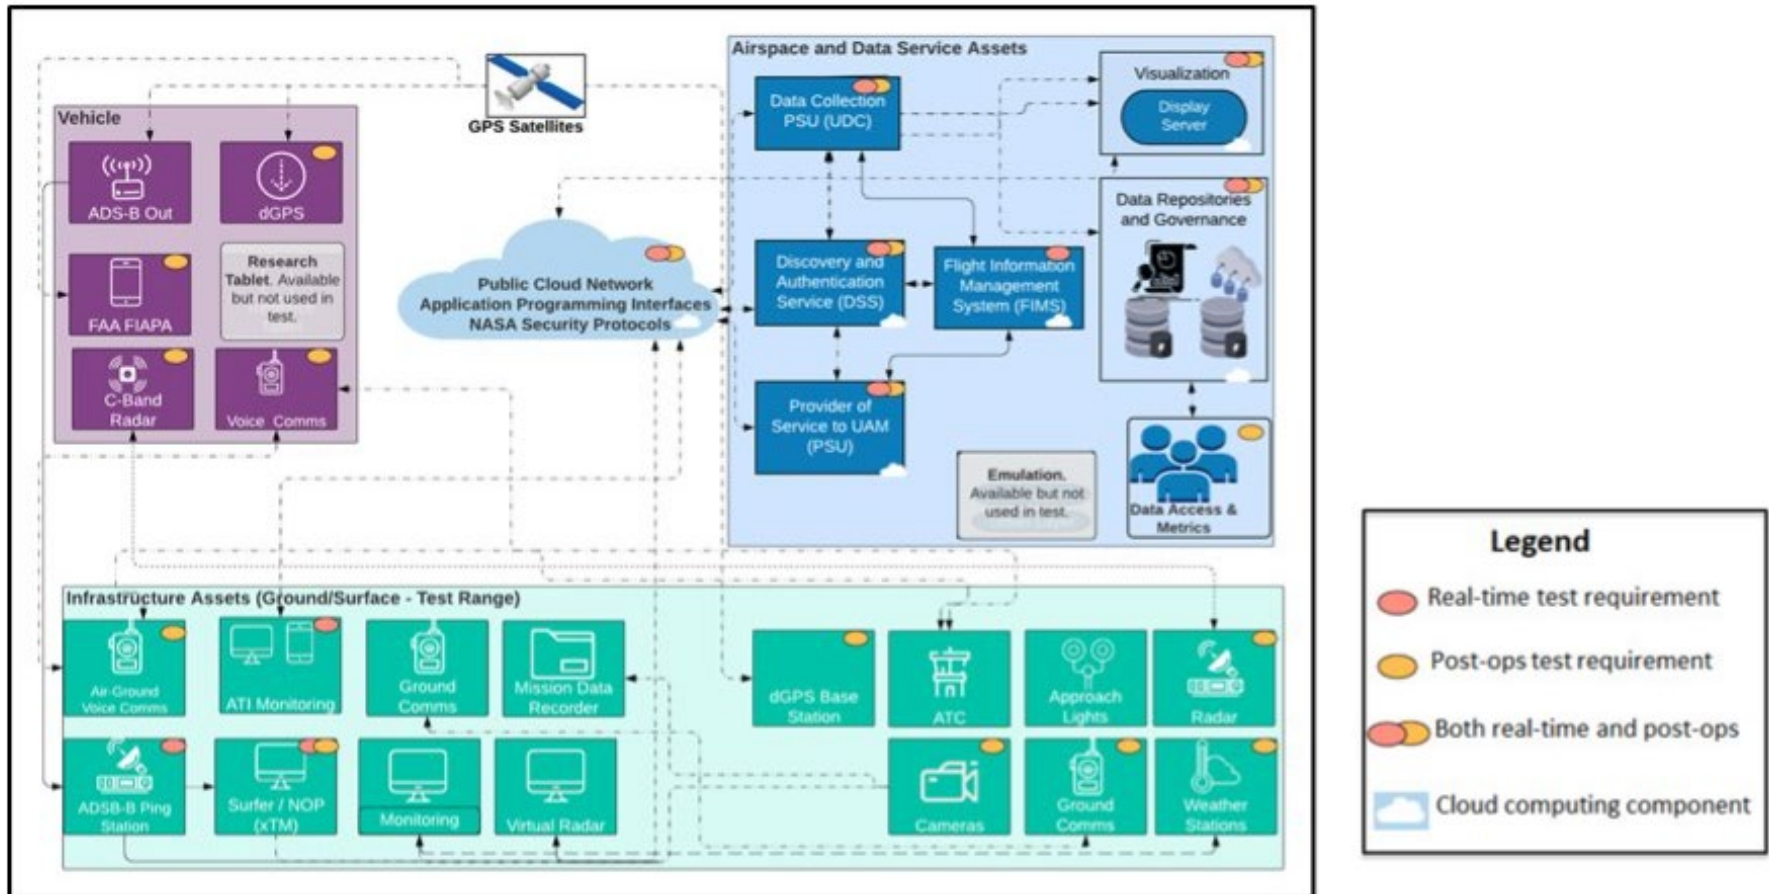 Airspace and Data Service Assets
Visualization
Display
Server
Data Collection
PSU (UDC)
GPS Satellites
Vehicle
ADS-B Out
dGPS
Data Repositories
and Governance
Research
Tablet. Available
but not used in
test.
FAA FIAPA
Public Cloud Network
Application Programming Interfaces
NASA Security Protocols
Discovery and
Authentication
Service (DSS)
Flight Information
Management
System (FIMS)
C-Band
Radar
Voice Comms
Provider of
Service to UAM
(PSU)
Emulation.
Available but not
used in test.
Data Access &
Metrics
Infrastructure Assets (Ground/Surface - Test Range)
Air-Ground
Voice Comms
ATI Monitoring
Ground
Comms
Mission Data
Recorder
dGPS Base
Station
ATC
Approach
Lights
Radar
ADSB-B Ping
Station
Surfer / NOP
(xTM)
Monitoring
Virtual Radar
Cameras
Ground
Comms
Weather
Stations
Legend
Real-time test requirement
Post-ops test requirement
Both real-time and post-ops
Cloud computing component